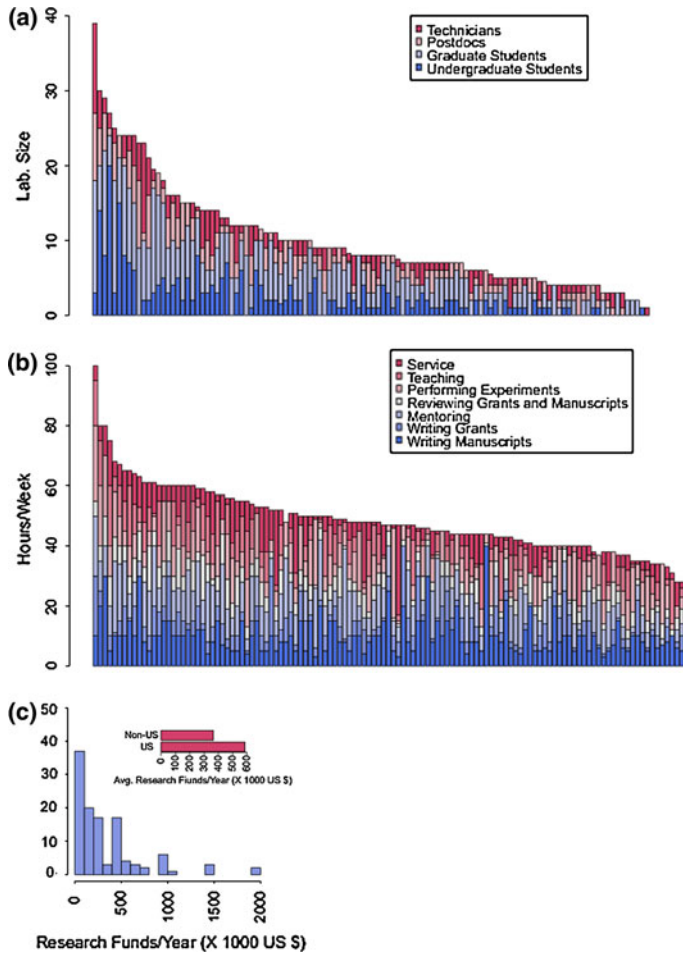 (a)
40
30
20
10
0
Lab. Size
Technicians
Postdocs
Graduate Students
Undergraduate Students
(b)
100
80
60
40
20
0
Hours/Week
Service
Teaching
Performing Experiments
Reviewing Grants and Manuscripts
Mentoring
Writing Grants
Writing Manuscripts
(c)
50
40
30
20
10
0
Non-US
US
0 100 200 300 400 500 600
Avg. Research Fiunds/Year (X 1000 US $)
0 500 1000 1500 2000
Research Funds/Year (X 1000 US $)